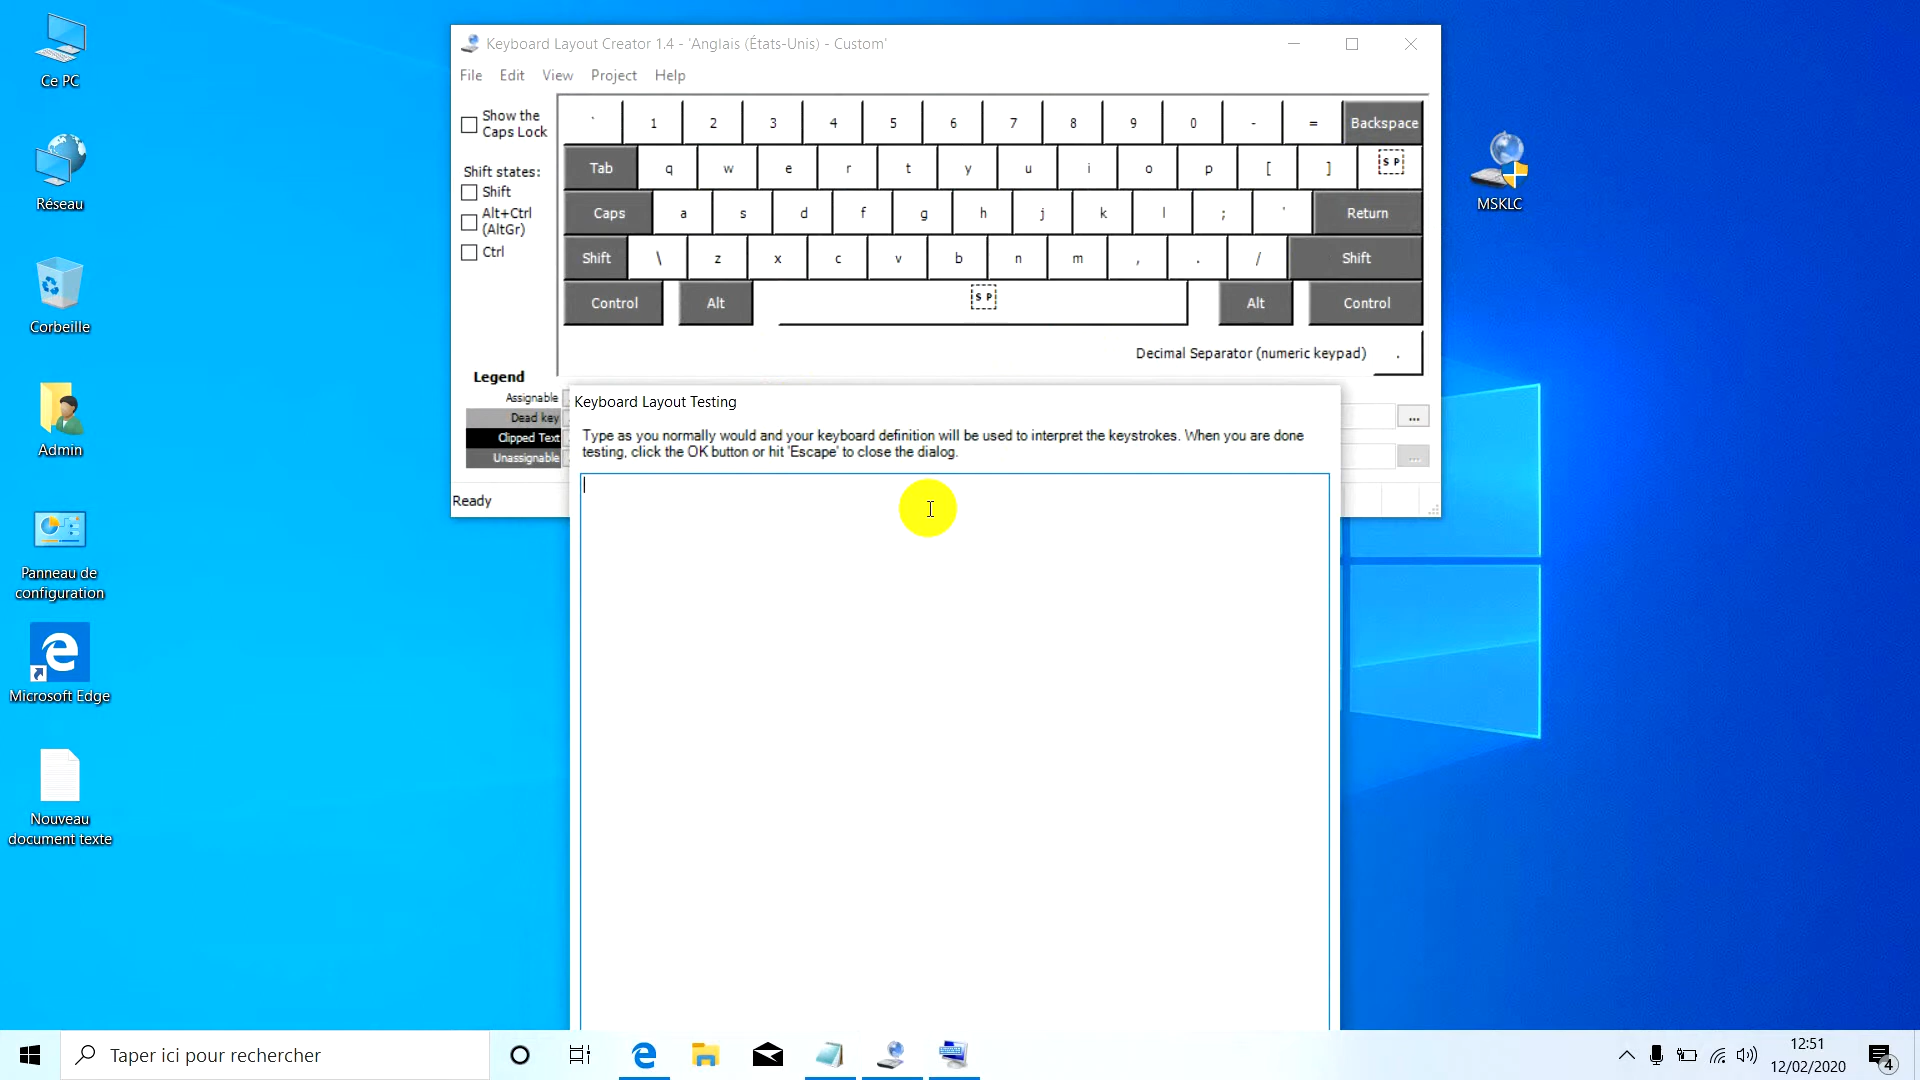 Ce PC
Réseau
Corbeille
Admin
Panneau de
configuration
Microsoft Edge
Nouveau
document texte
Keyboard Layout Creator 1.4 - 'Anglais (États-Unis) - Custom'
File Edit View Project Help
Show the
Caps Lock
Shift states:
Shift
Alt+Ctrl
(AltGr)
Ctrl
` 1 2 3 4 5 6 7 8 9 0 - = Backspace
Tab q w e r t y u i o p [ ] SP
Caps a s d f g h j k l ; ' Return
Shift \ z x c v b n m , . / Shift
Control Alt SP Alt Control
Decimal Separator (numeric keypad) .
Legend
Assignable
Dead key
Clipped Text
Unassignable
...
...
Ready
Keyboard Layout Testing
Type as you normally would and your keyboard definition will be used to interpret the keystrokes. When you are done
testing, click the OK button or hit 'Escape' to close the dialog.
MSKLC
Taper ici pour rechercher
12:51
12/02/2020
4